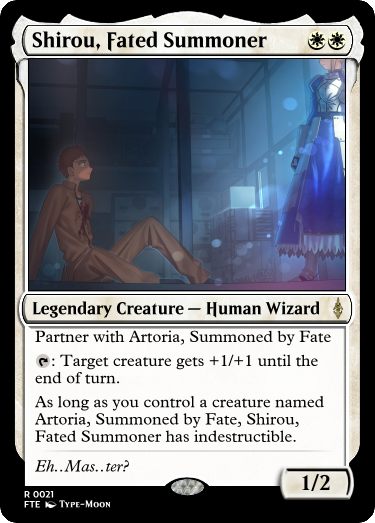 Shirou, Fated Summoner
Legendary Creature — Human Wizard
Partner with Artoria, Summoned by Fate
: Target creature gets +1/+1 until the
end of turn.
As long as you control a creature named
Artoria, Summoned by Fate, Shirou,
Fated Summoner has indestructible.
Eh..Mas..ter?
1/2
R 0021
FTE Type-Moon